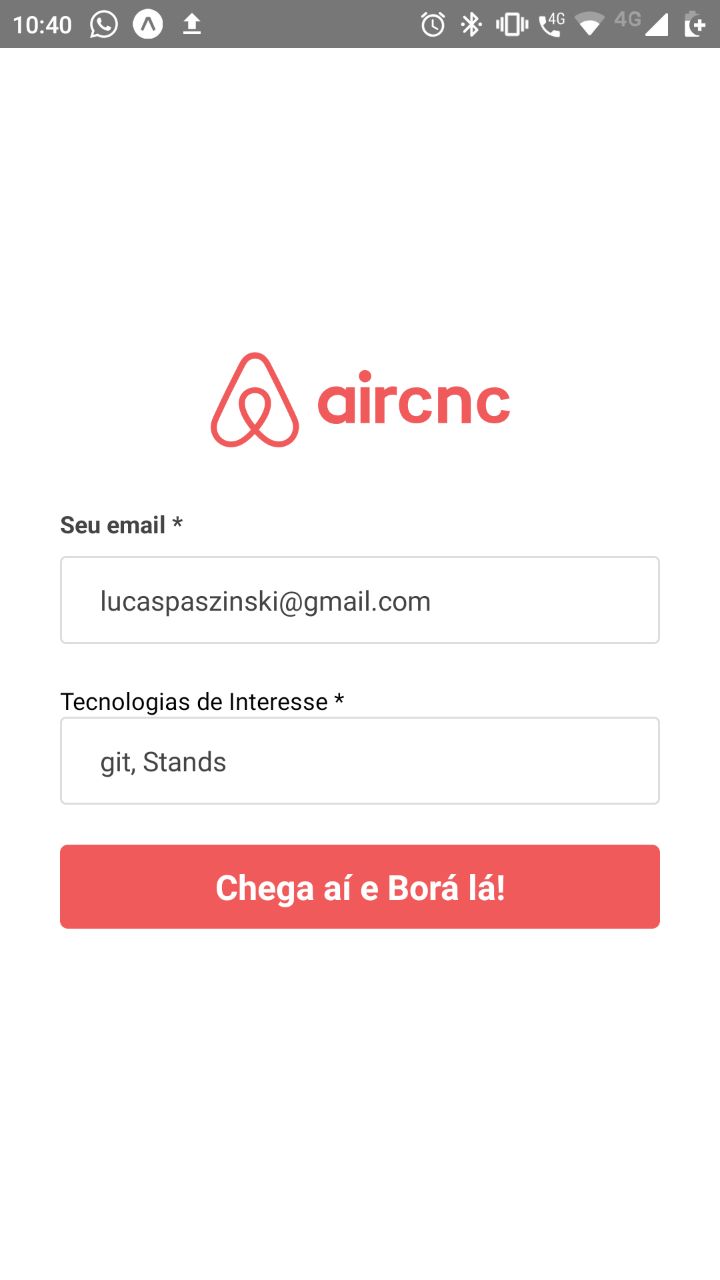 10:40 4G 4G
aircnc
Seu email *
lucaspaszinski@gmail.com
Tecnologias de Interesse *
git, Stands
Chega aí e Borá lá!